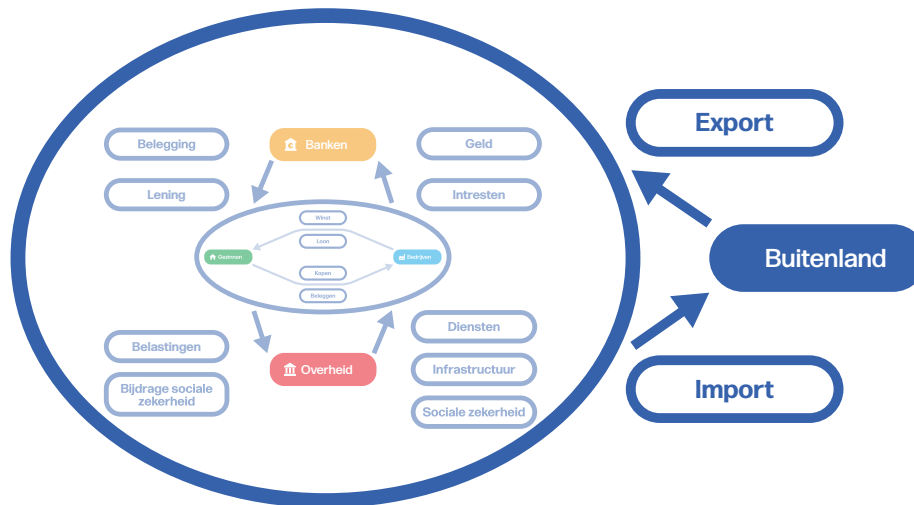 Belegging
Lening
Banken
Geld
Intresten
Winst
Loon
Gezinnen
Bedrijven
Kopen
Beleggen
Belastingen
Bijdrage sociale
zekerheid
Overheid
Diensten
Infrastructuur
Sociale zekerheid
Export
Buitenland
Import